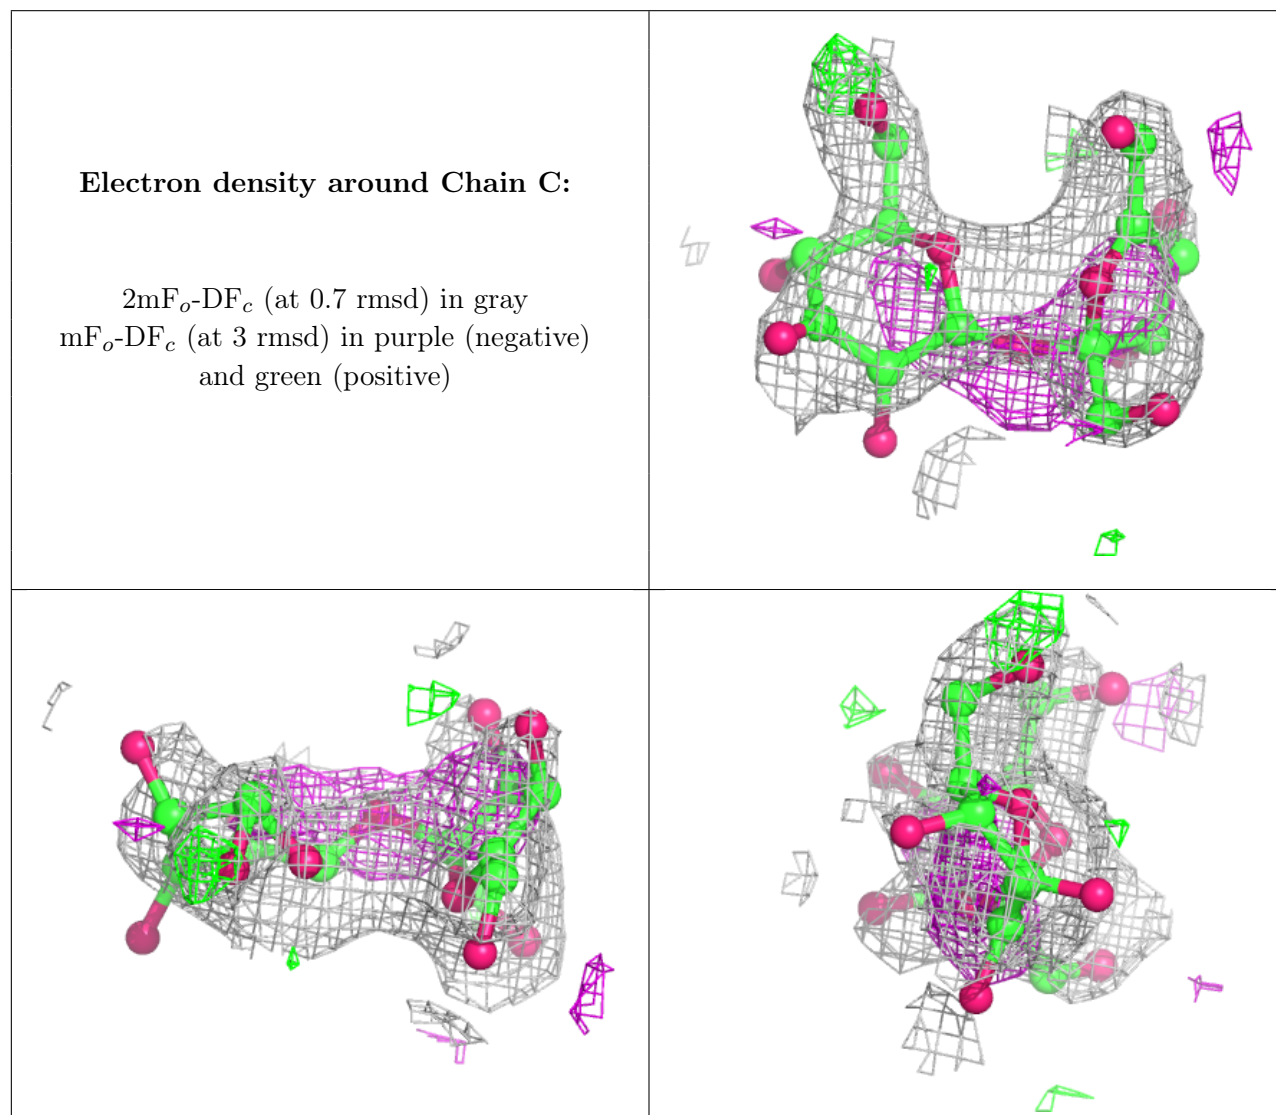 Electron density around Chain C:
2mFo-DFc (at 0.7 rmsd) in gray
mFo-DFc (at 3 rmsd) in purple (negative)
and green (positive)